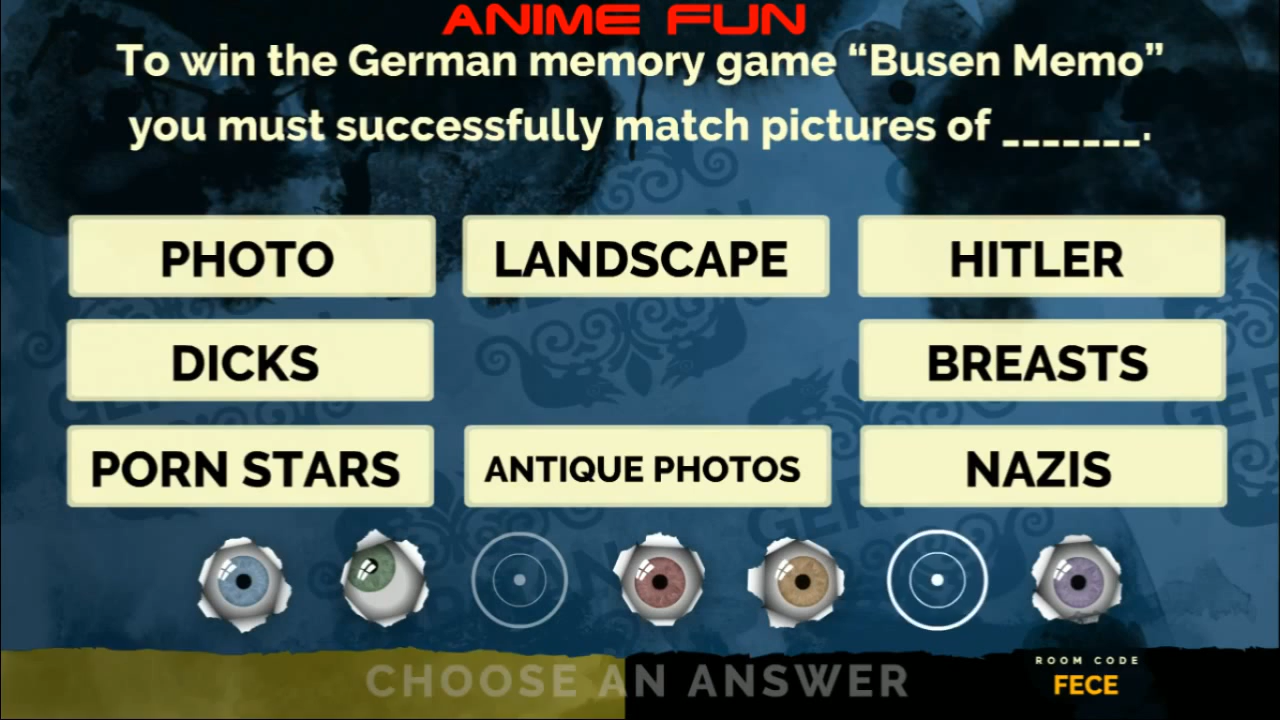 ANIME FUN
To win the German memory game “Busen Memo”
you must successfully match pictures of _______.
PHOTO
LANDSCAPE
HITLER
DICKS
BREASTS
PORN STARS
ANTIQUE PHOTOS
NAZIS
CHOOSE AN ANSWER
ROOM CODE
FECE